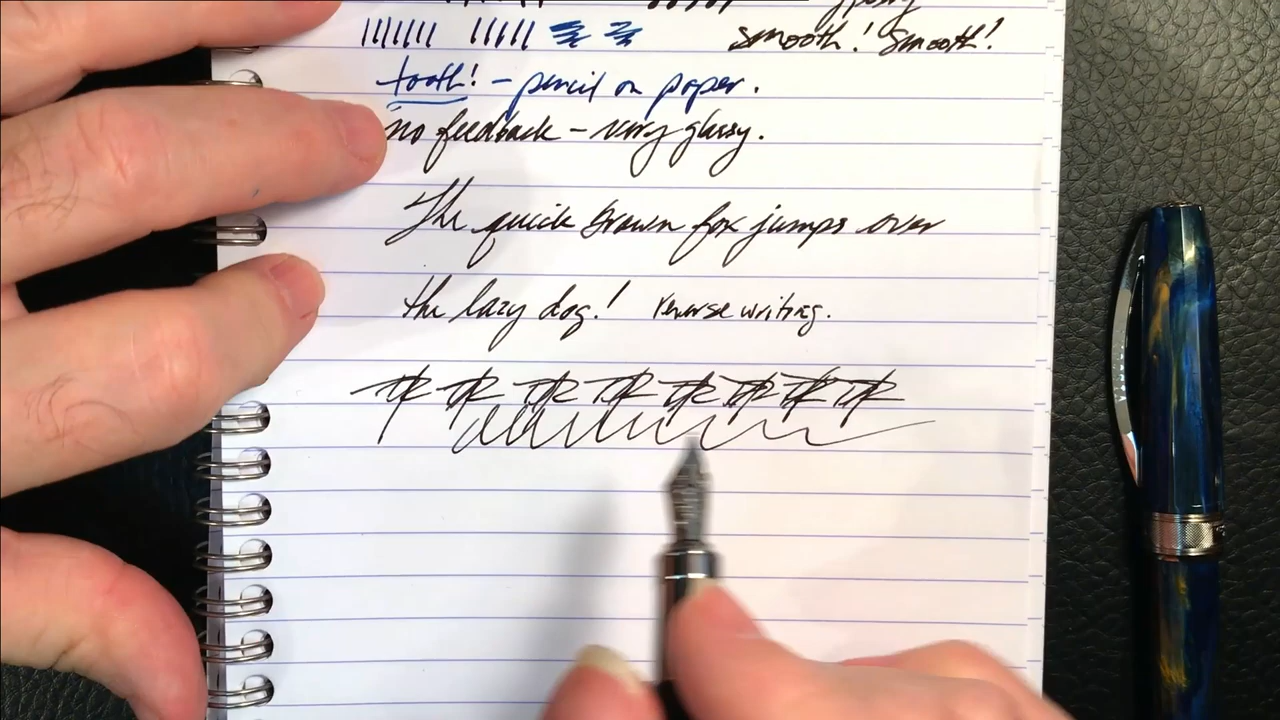 smooth! Smooth!
tooth! – pencil on paper.
no feedback – very glassy.
The quick brown fox jumps over
the lazy dog! reverse writing.